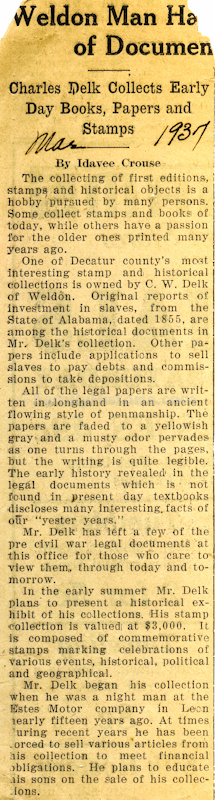 Weldon Man Ha
of Documen
Charles Delk Collects Early
Day Books, Papers and
Stamps
Mar 1937
By Idavee Crouse
The collecting of first editions,
stamps and historical objects is a
hobby pursued by many persons.
Some collect stamps and books of
today, while others have a passion
for the older ones printed many
years ago.
One of Decatur county's most
interesting stamp and historical
collections is owned by C. W. Delk
of Weldon. Original reports of
investment in slaves, from the
State of Alabama, dated 1855, are
among the historical documents in
Mr. Delk's collection. Other pa-
pers include applications to sell
slaves to pay debts and commis-
sions to take depositions.
All of the legal papers are writ-
ten in longhand in an ancient
flowing style of penmanship. The
papers are faded to a yellowish
gray and a musty odor pervades
as one turns through the pages,
but the writing is quite legible.
The early history revealed in the
legal documents which is not
found in present day textbooks
discloses many interesting facts of
our "yester years."
Mr. Delk has left a few of the
pre civil war legal documents at
this office for those who care to
view them, through today and to-
morrow.
In the early summer Mr. Delk
plans to present a historical ex-
hibit of his collections. His stamp
collection is valued at $3,000. It
is composed of commemorative
stamps marking celebrations of
various events, historical, political
and geographical.
Mr. Delk began his collection
when he was a night man at the
Estes Motor company in Leon
nearly fifteen years ago. At times
uring recent years he has been
orced to sell various articles from
his collection to meet financial
bligations. He plans to educate
his sons on the sale of his collec-
ions.